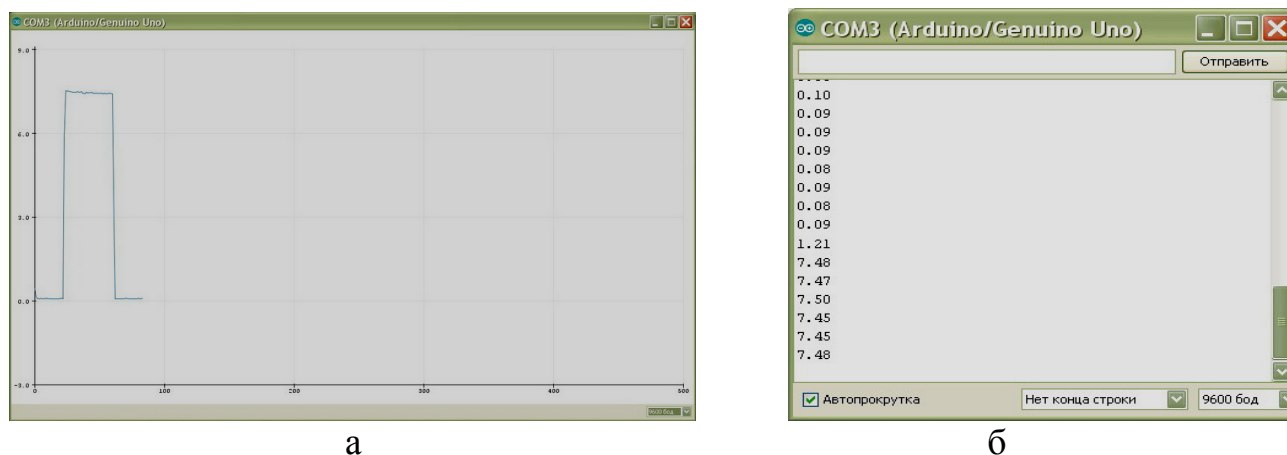 COM3 (Arduino/Genuino Uno)
9.0
6.0
3.0
0.0
-3.0
0
100
200
300
400
500
9600 бод
а
COM3 (Arduino/Genuino Uno)
Отправить
0.10
0.09
0.09
0.09
0.08
0.09
0.08
0.09
1.21
7.48
7.47
7.50
7.45
7.45
7.48
Автопрокрутка
Нет конца строки
9600 бод
б